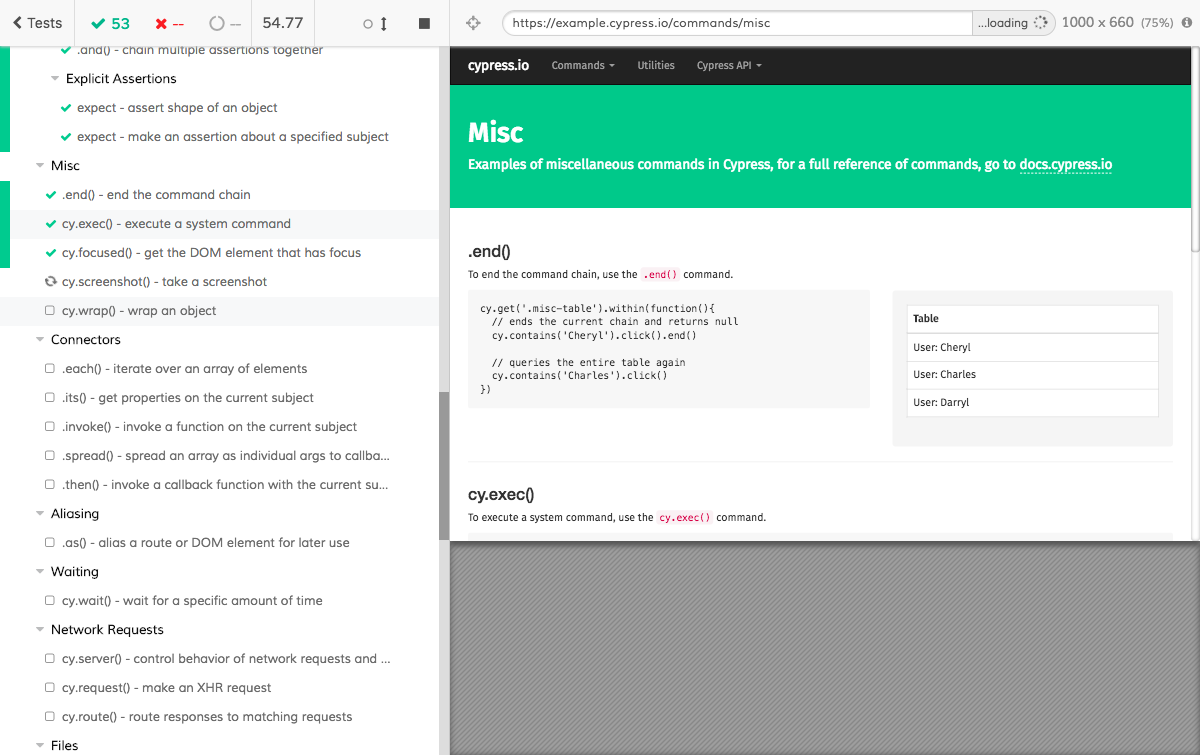 Tests 53 -- -- 54.77
.and() - chain multiple assertions together
Explicit Assertions
expect - assert shape of an object
expect - make an assertion about a specified subject
Misc
.end() - end the command chain
cy.exec() - execute a system command
cy.focused() - get the DOM element that has focus
cy.screenshot() - take a screenshot
cy.wrap() - wrap an object
Connectors
.each() - iterate over an array of elements
.its() - get properties on the current subject
.invoke() - invoke a function on the current subject
.spread() - spread an array as individual args to callba...
.then() - invoke a callback function with the current su...
Aliasing
.as() - alias a route or DOM element for later use
Waiting
cy.wait() - wait for a specific amount of time
Network Requests
cy.server() - control behavior of network requests and ...
cy.request() - make an XHR request
cy.route() - route responses to matching requests
Files
https://example.cypress.io/commands/misc ...loading 1000 x 660 (75%)
cypress.io Commands Utilities Cypress API
Misc
Examples of miscellaneous commands in Cypress, for a full reference of commands, go to docs.cypress.io
.end()
To end the command chain, use the .end() command.
cy.get('.misc-table').within(function(){
// ends the current chain and returns null
cy.contains('Cheryl').click().end()
// queries the entire table again
cy.contains('Charles').click()
})
Table
User: Cheryl
User: Charles
User: Darryl
cy.exec()
To execute a system command, use the cy.exec() command.